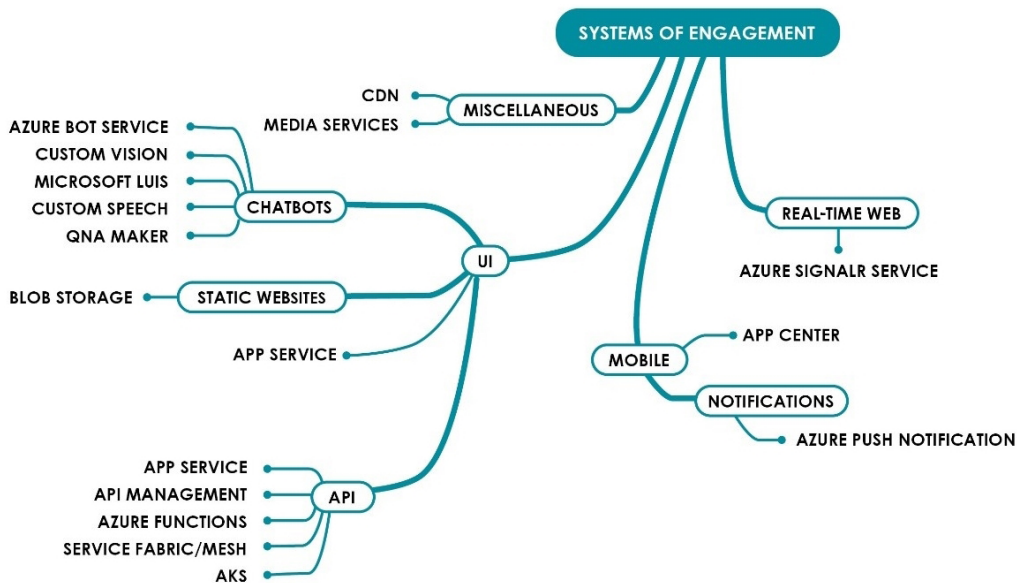 SYSTEMS OF ENGAGEMENT
CDN
MEDIA SERVICES
MISCELLANEOUS
AZURE BOT SERVICE
CUSTOM VISION
MICROSOFT LUIS
CUSTOM SPEECH
QNA MAKER
CHATBOTS
REAL-TIME WEB
AZURE SIGNALR SERVICE
UI
BLOB STORAGE
STATIC WEBSITES
APP SERVICE
MOBILE
APP CENTER
NOTIFICATIONS
AZURE PUSH NOTIFICATION
APP SERVICE
API MANAGEMENT
AZURE FUNCTIONS
SERVICE FABRIC/MESH
AKS
API